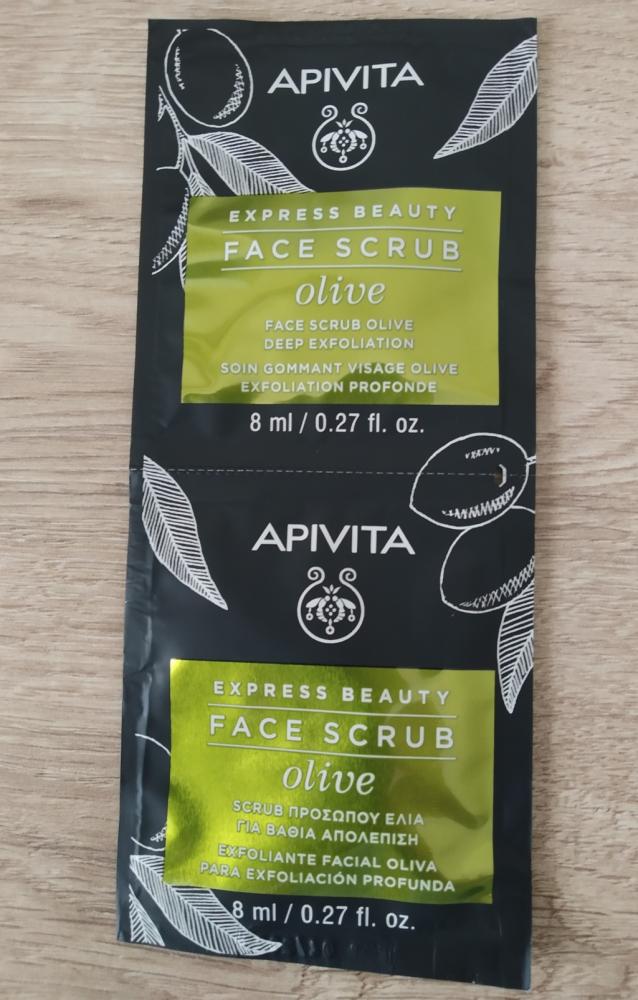 APIVITA
EXPRESS BEAUTY
FACE SCRUB
olive
FACE SCRUB OLIVE
DEEP EXFOLIATION
SOIN GOMMANT VISAGE OLIVE
EXFOLIATION PROFONDE
8 ml / 0.27 fl. oz.
APIVITA
EXPRESS BEAUTY
FACE SCRUB
olive
SCRUB ΠΡΟΣΩΠΟΥ ΕΛΙΑ
ΓΙΑ ΒΑΘΙΑ ΑΠΟΛΕΠΙΣΗ
EXFOLIANTE FACIAL OLIVA
PARA EXFOLIACIÓN PROFUNDA
8 ml / 0.27 fl. oz.